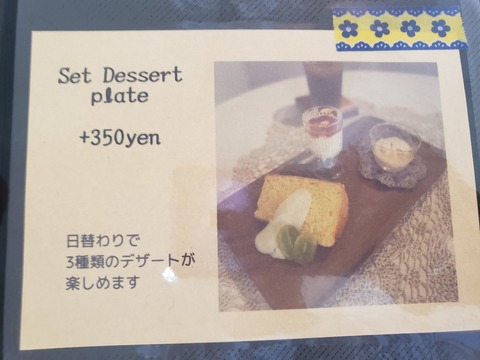 Set Dessert
plate
+350yen
日替わりで
3種類のデザートが
楽しめます